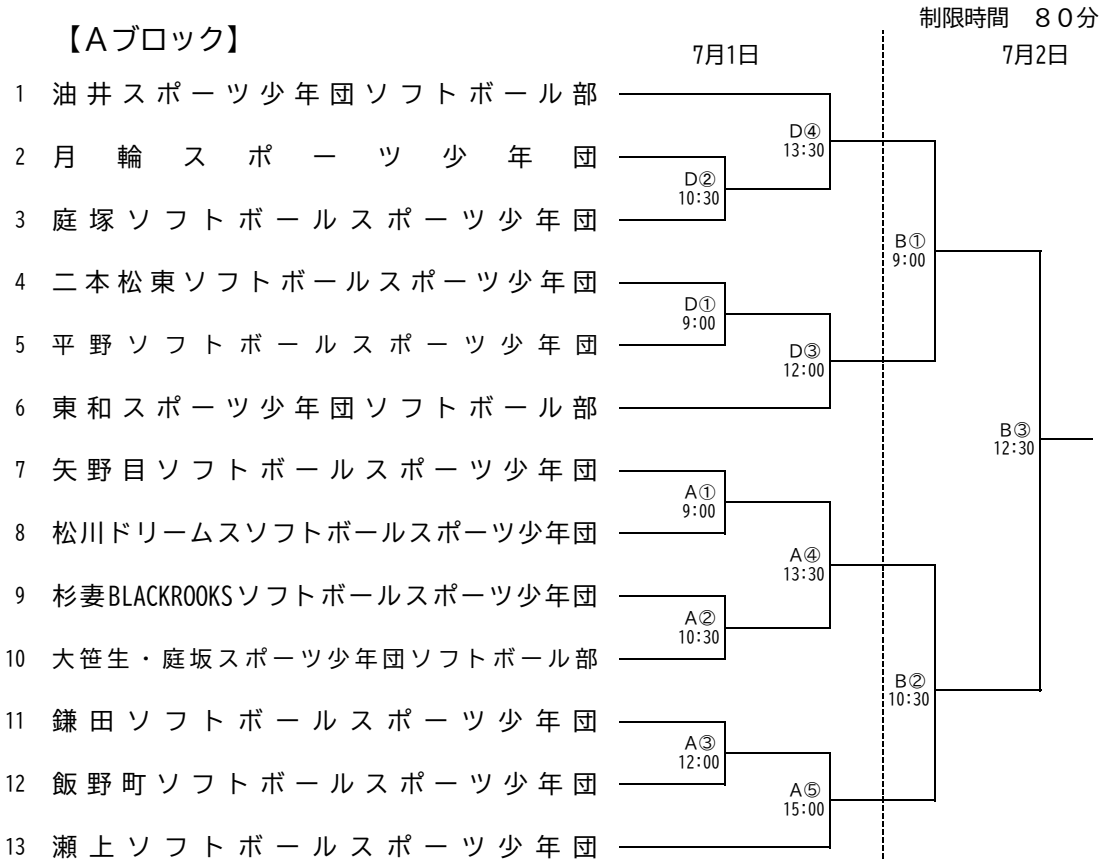 制限時間　８０分
【Ａブロック】
7月1日
7月2日
1 油井スポーツ少年団ソフトボール部
D④
13:30
2 月輪スポーツ少年団
D②
10:30
3 庭塚ソフトボールスポーツ少年団
B①
9:00
4 二本松東ソフトボールスポーツ少年団
D①
9:00
5 平野ソフトボールスポーツ少年団
D③
12:00
6 東和スポーツ少年団ソフトボール部
B③
12:30
7 矢野目ソフトボールスポーツ少年団
A①
9:00
8 松川ドリームスソフトボールスポーツ少年団
A④
13:30
9 杉妻BLACKROOKSソフトボールスポーツ少年団
A②
10:30
10 大笹生・庭坂スポーツ少年団ソフトボール部
B②
10:30
11 鎌田ソフトボールスポーツ少年団
A③
12:00
12 飯野町ソフトボールスポーツ少年団
A⑤
15:00
13 瀬上ソフトボールスポーツ少年団